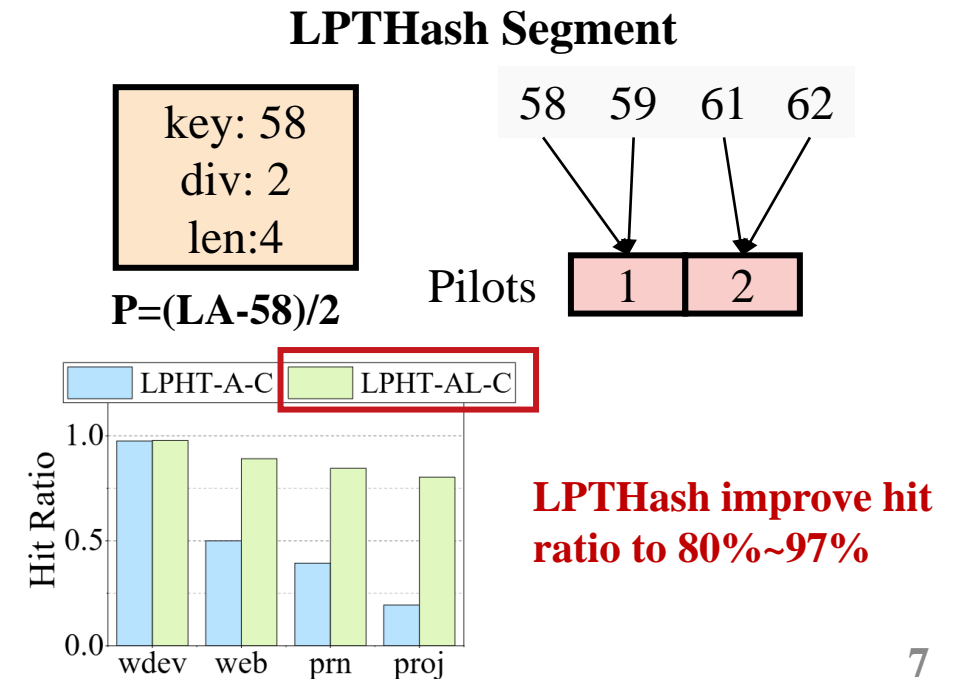 LPTHash Segment
key: 58
div: 2
len:4
P=(LA-58)/2
58 59 61 62
Pilots 1 2
LPHT-A-C LPHT-AL-C
Hit Ratio
1.0
0.5
0.0
wdev web prn proj
LPTHash improve hit
ratio to 80%~97%
7